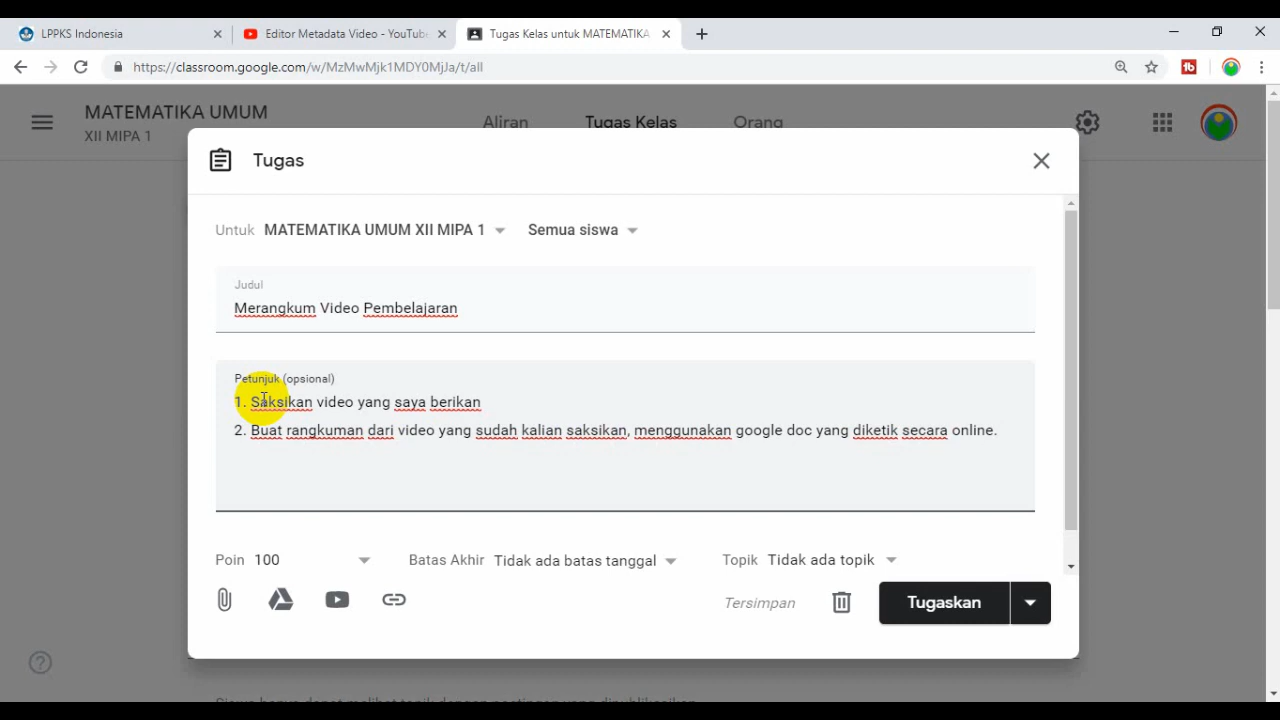 LPPKS Indonesia
Editor Metadata Video - YouTube
Tugas Kelas untuk MATEMATIKA
https://classroom.google.com/w/MzMwMjk1MDY0MjJa/t/all
MATEMATIKA UMUM
XII MIPA 1
Aliran
Tugas Kelas
Orang
Tugas
Untuk MATEMATIKA UMUM XII MIPA 1
Semua siswa
Judul
Merangkum Video Pembelajaran
Petunjuk (opsional)
1. Saksikan video yang saya berikan
2. Buat rangkuman dari video yang sudah kalian saksikan, menggunakan google doc yang diketik secara online.
Poin 100
Batas Akhir Tidak ada batas tanggal
Topik Tidak ada topik
Tersimpan
Tugaskan